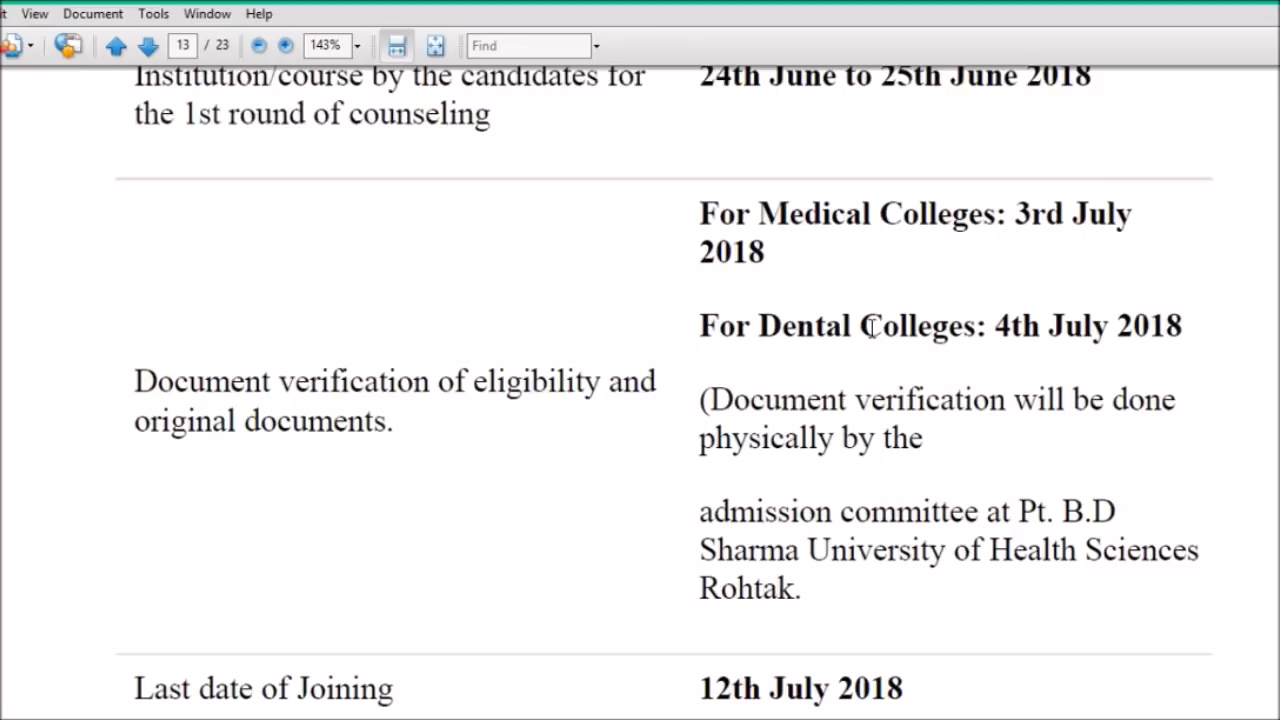 it View Document Tools Window Help
13 / 23 143% Find
Institution/course by the candidates for
the 1st round of counseling
24th June to 25th June 2018
Document verification of eligibility and
original documents.
For Medical Colleges: 3rd July
2018
For Dental Colleges: 4th July 2018
(Document verification will be done
physically by the
admission committee at Pt. B.D
Sharma University of Health Sciences
Rohtak.
Last date of Joining
12th July 2018